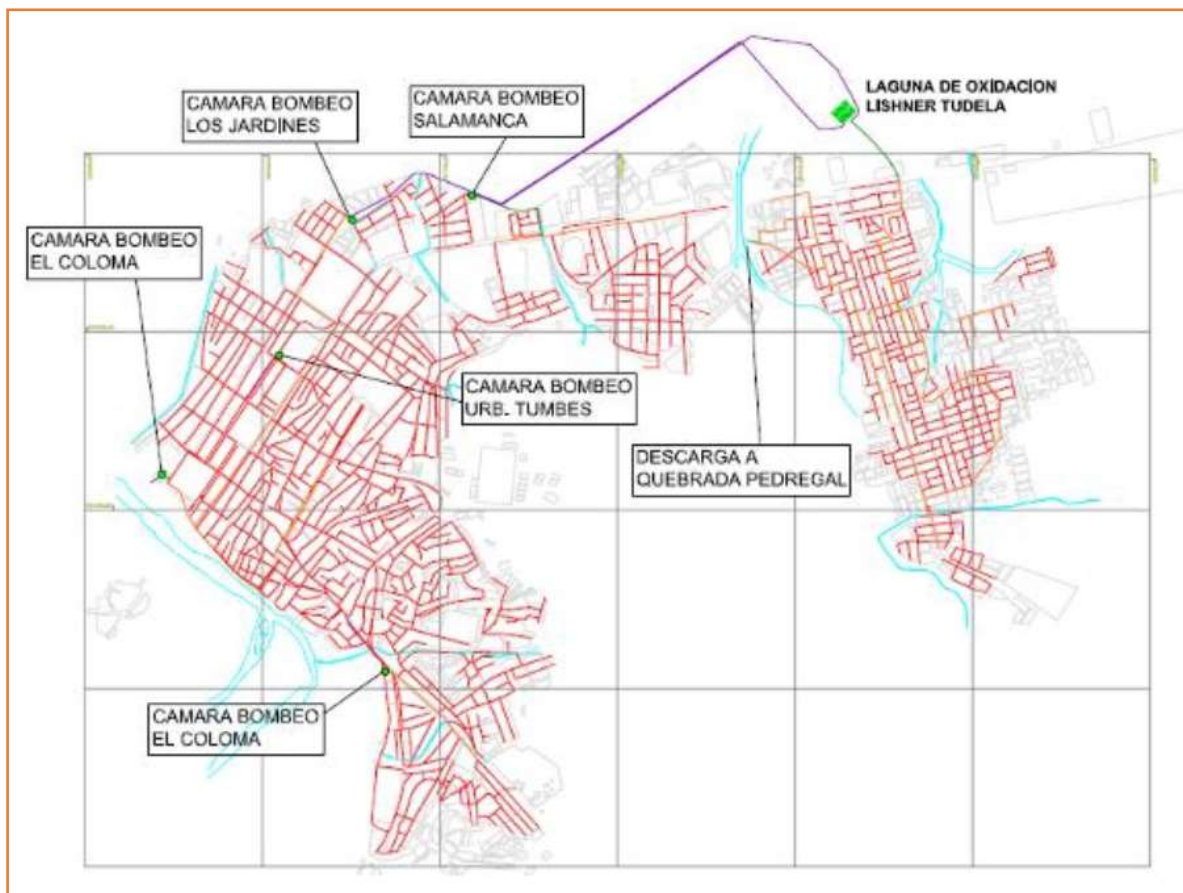 LAGUNA DE OXIDACION
LISHNER TUDELA
CAMARA BOMBEO
LOS JARDINES
CAMARA BOMBEO
SALAMANCA
CAMARA BOMBEO
EL COLOMA
CAMARA BOMBEO
URB. TUMBES
DESCARGA A
QUEBRADA PEDREGAL
CAMARA BOMBEO
EL COLOMA